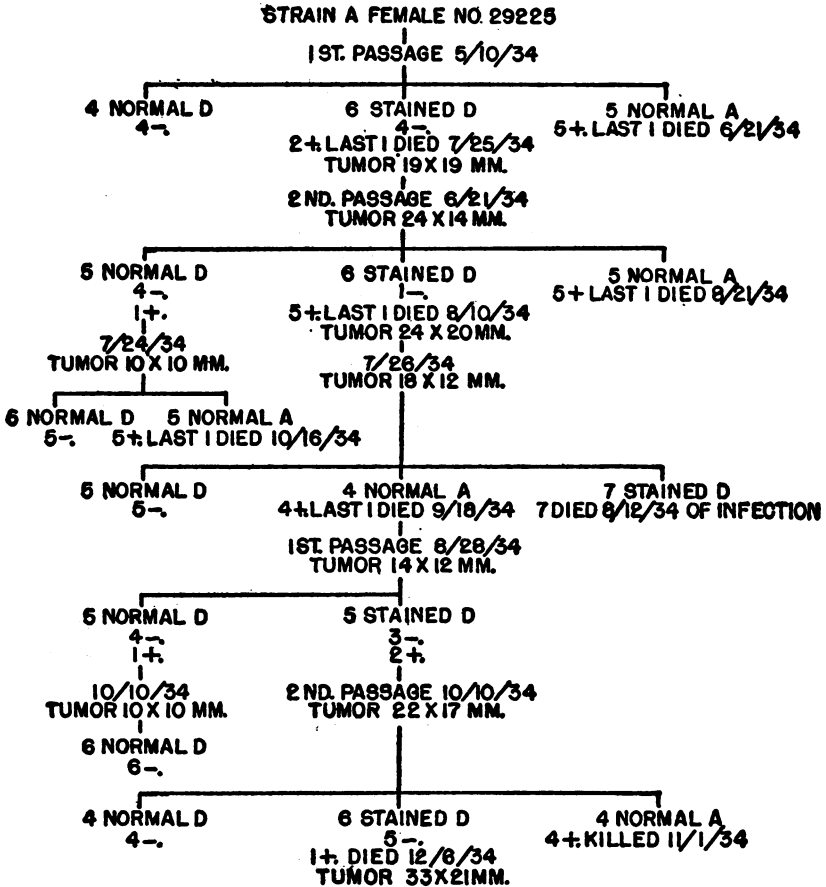 STRAIN A FEMALE NO. 29225
1ST. PASSAGE 5/10/34
4 NORMAL D
4-.
6 STAINED D
4-.
2+. LAST 1 DIED 7/25/34
TUMOR 19 X 19 MM.
5 NORMAL A
5+. LAST 1 DIED 6/21/34
2ND. PASSAGE 6/21/34
TUMOR 24 X 14 MM.
5 NORMAL D
4-.
1+.
7/24/34
TUMOR 10 X 10 MM.
6 STAINED D
1-.
5+. LAST 1 DIED 8/10/34
TUMOR 24 X 20 MM.
7/26/34
TUMOR 18 X 12 MM.
5 NORMAL A
5+ LAST 1 DIED 8/21/34
6 NORMAL D
5-.
5 NORMAL A
5+. LAST 1 DIED 10/16/34
5 NORMAL D
5-.
4 NORMAL A
4+. LAST 1 DIED 9/18/34
7 STAINED D
7 DIED 8/12/34 OF INFECTION
1ST. PASSAGE 8/28/34
TUMOR 14 X 12 MM.
5 NORMAL D
4-.
1+.
10/10/34
TUMOR 10 X 10 MM.
6 NORMAL D
6-.
5 STAINED D
3-.
2+.
2ND. PASSAGE 10/10/34
TUMOR 22 X 17 MM.
4 NORMAL D
4-.
6 STAINED D
5-.
1+. DIED 12/6/34
TUMOR 33 X 21 MM.
4 NORMAL A
4+. KILLED 11/1/34